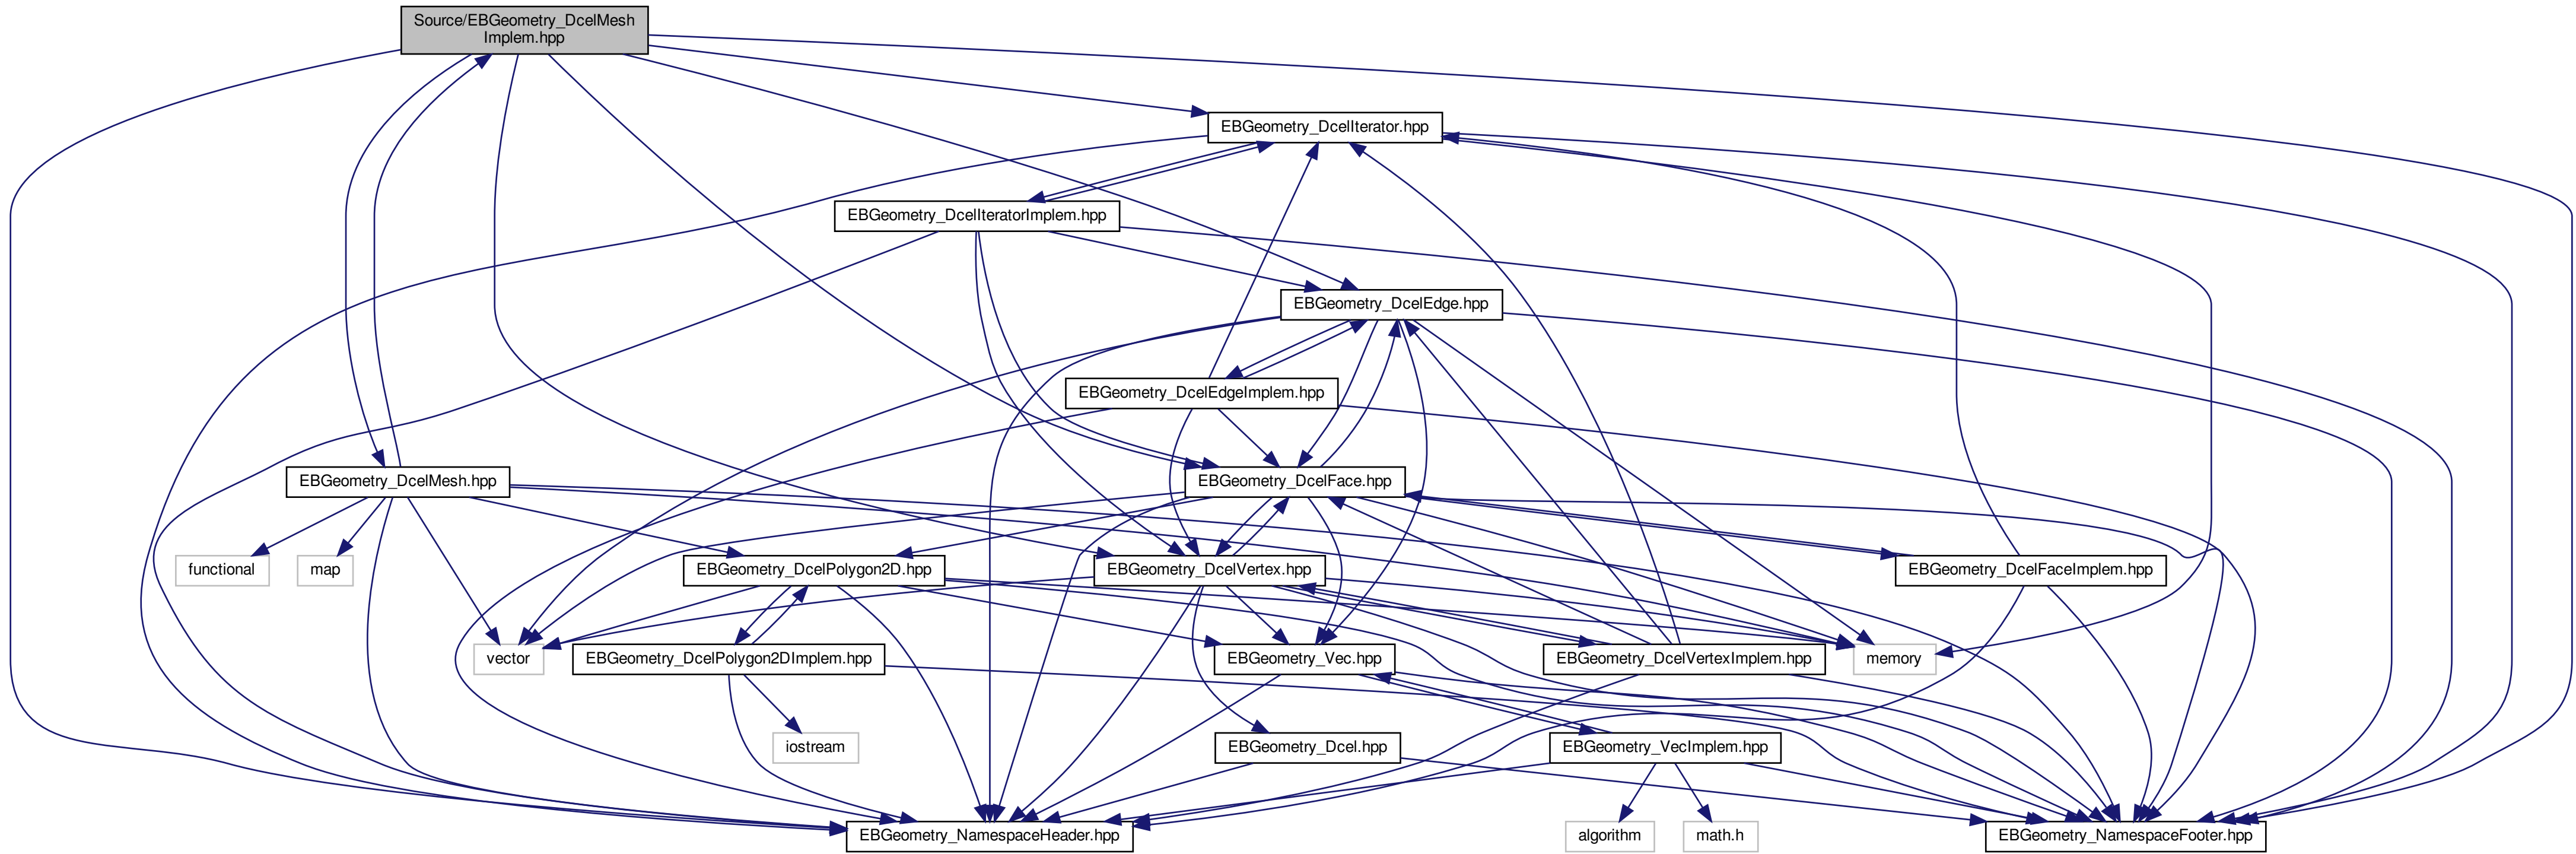 Source/EBGeometry_DcelMesh
Implem.hpp
EBGeometry_DcelIterator.hpp
EBGeometry_DcelIteratorImplem.hpp
EBGeometry_DcelEdge.hpp
EBGeometry_DcelEdgeImplem.hpp
EBGeometry_DcelMesh.hpp
EBGeometry_DcelFace.hpp
functional
map
EBGeometry_DcelPolygon2D.hpp
EBGeometry_DcelVertex.hpp
EBGeometry_DcelFaceImplem.hpp
vector
EBGeometry_DcelPolygon2DImplem.hpp
EBGeometry_Vec.hpp
EBGeometry_DcelVertexImplem.hpp
memory
iostream
EBGeometry_Dcel.hpp
EBGeometry_VecImplem.hpp
EBGeometry_NamespaceHeader.hpp
algorithm
math.h
EBGeometry_NamespaceFooter.hpp